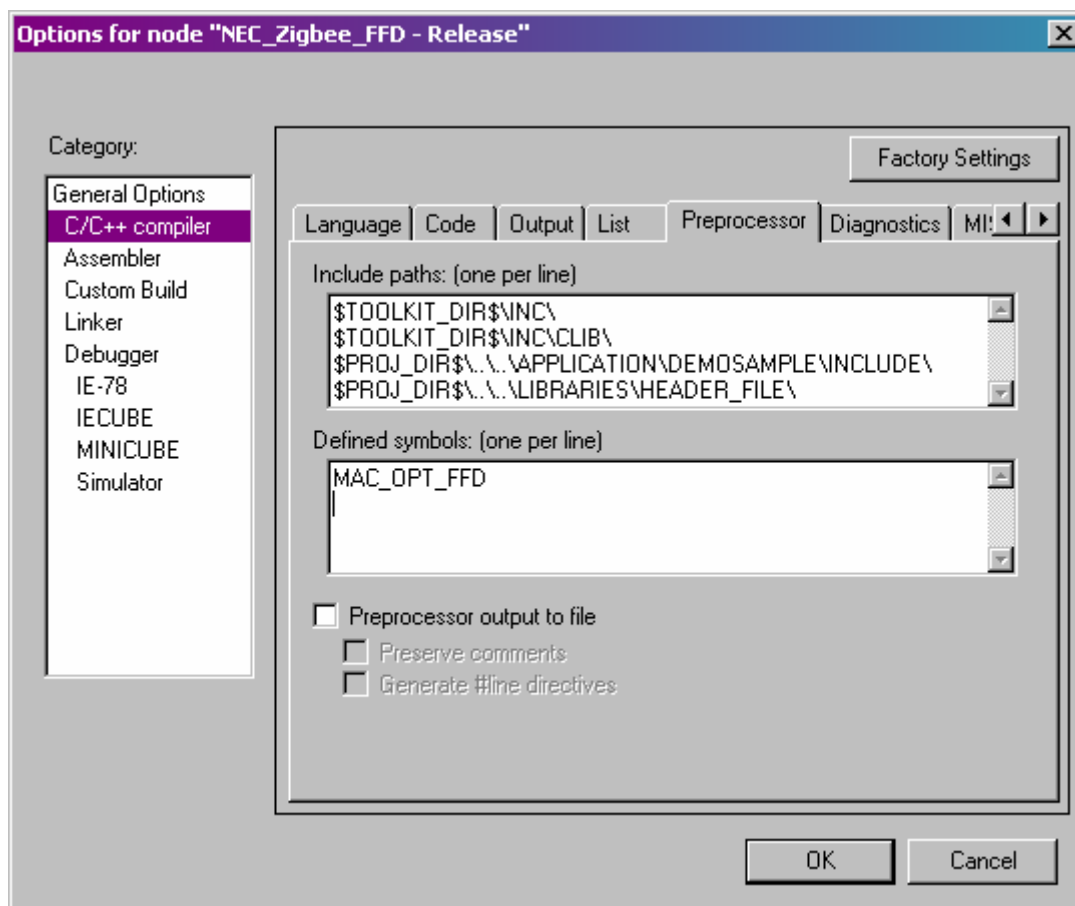 Options for node "NEC_Zigbee_FFD - Release"
Category:
Factory Settings
General Options
C/C++ compiler
Assembler
Custom Build
Linker
Debugger
IE-78
IECUBE
MINICUBE
Simulator
Language Code Output List Preprocessor Diagnostics MIS
Include paths: (one per line)
$TOOLKIT_DIR$\INC\
$TOOLKIT_DIR$\INC\CLIB\
$PROJ_DIR$\..\..\APPLICATION\DEMOSAMPLE\INCLUDE\
$PROJ_DIR$\..\..\LIBRARIES\HEADER_FILE\
Defined symbols: (one per line)
MAC_OPT_FFD
Preprocessor output to file
Preserve comments
Generate #line directives
OK Cancel